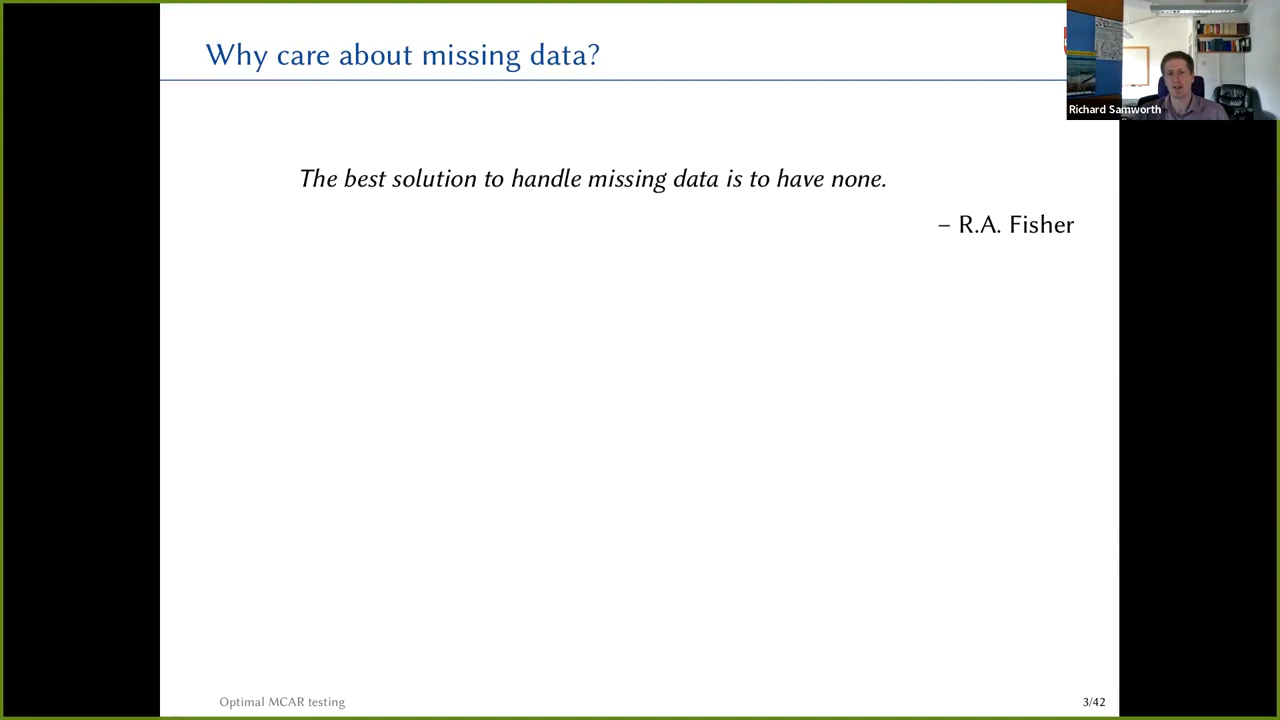 Why care about missing data?
Richard Samworth
The best solution to handle missing data is to have none.
– R.A. Fisher
Optimal MCAR testing
3/42